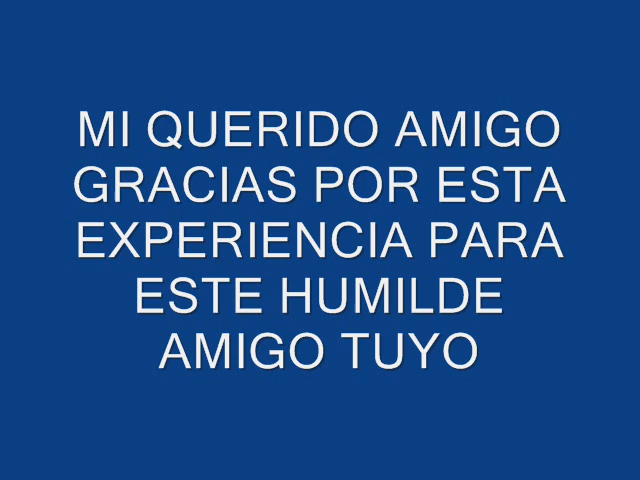 MI QUERIDO AMIGO
GRACIAS POR ESTA
EXPERIENCIA PARA
ESTE HUMILDE
AMIGO TUYO